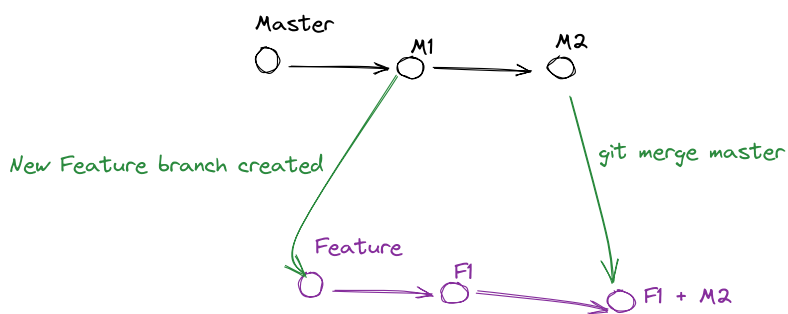 Master
M1
M2
New Feature branch created
git merge master
Feature
F1
F1 + M2